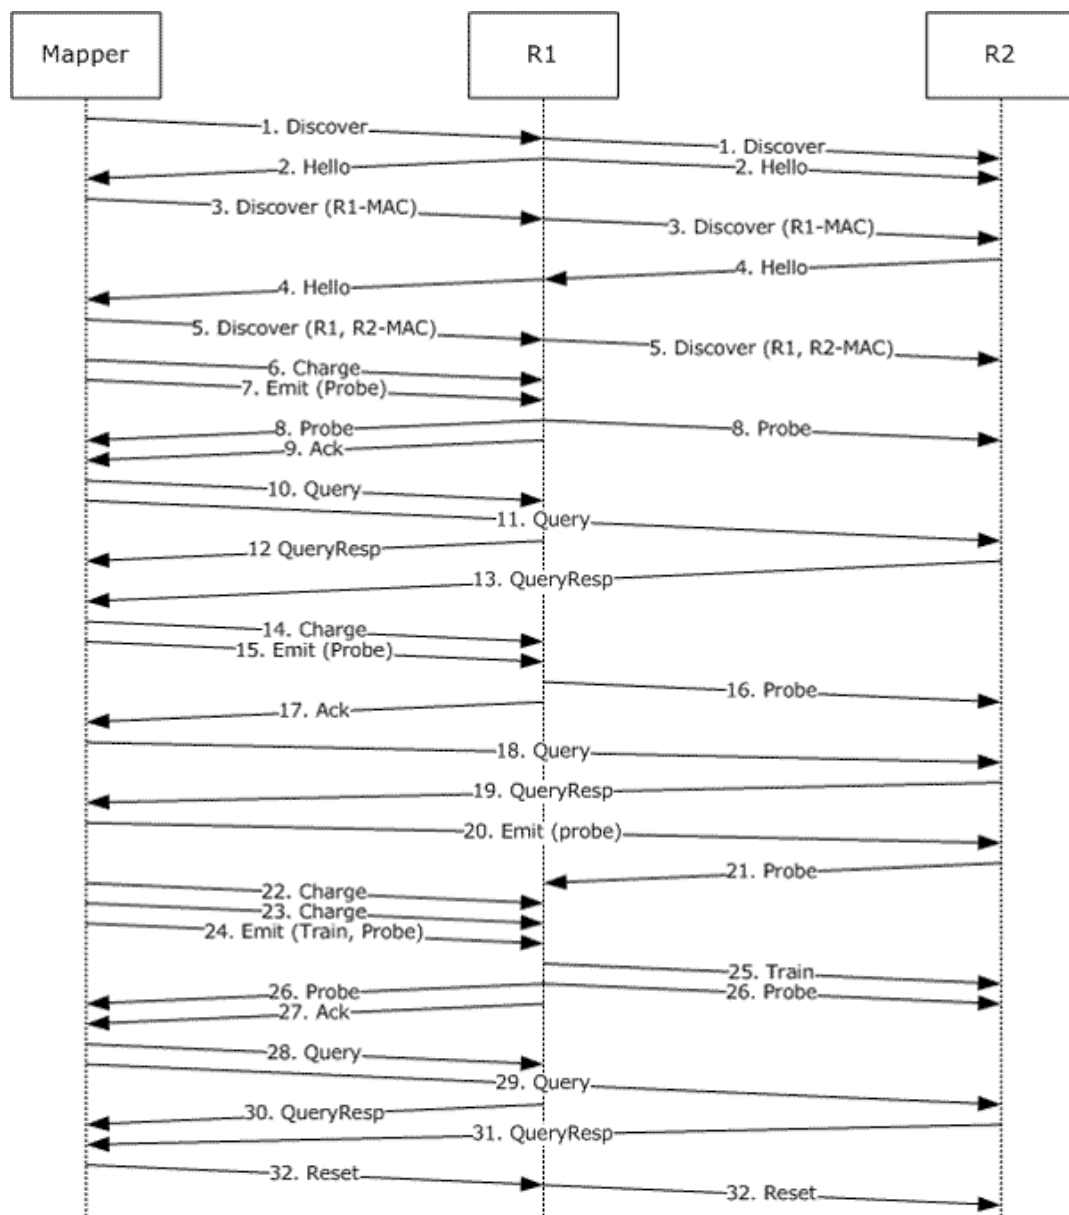 Mapper
R1
R2
1. Discover
1. Discover
2. Hello
2. Hello
3. Discover (R1-MAC)
3. Discover (R1-MAC)
4. Hello
4. Hello
5. Discover (R1, R2-MAC)
5. Discover (R1, R2-MAC)
6. Charge
7. Emit (Probe)
8. Probe
8. Probe
9. Ack
10. Query
11. Query
12 QueryResp
13. QueryResp
14. Charge
15. Emit (Probe)
16. Probe
17. Ack
18. Query
19. QueryResp
20. Emit (probe)
21. Probe
22. Charge
23. Charge
24. Emit (Train, Probe)
25. Train
26. Probe
26. Probe
27. Ack
28. Query
29. Query
30. QueryResp
31. QueryResp
32. Reset
32. Reset